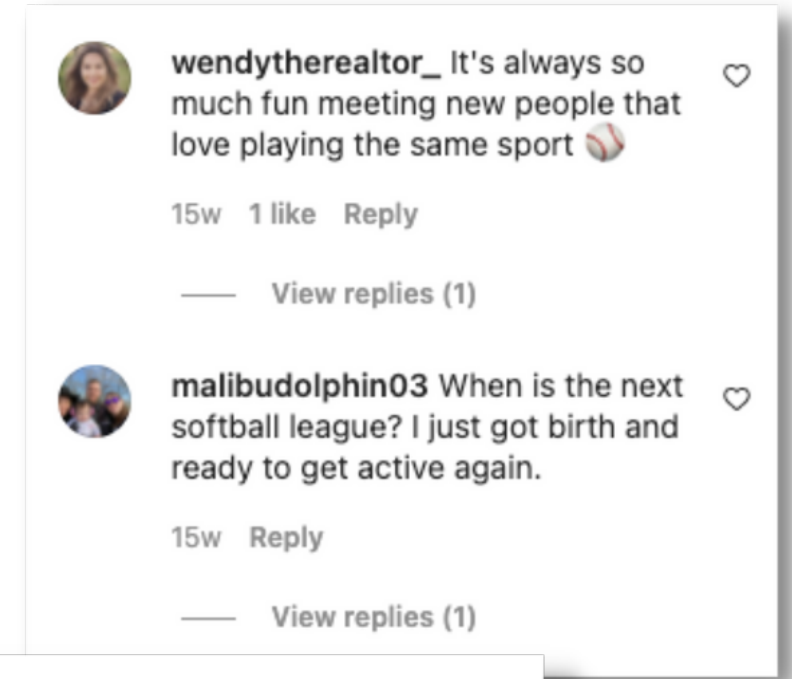 wendytherealtor_ It's always so
much fun meeting new people that
love playing the same sport ⚾
15w 1 like Reply
View replies (1)
malibudolphin03 When is the next
softball league? I just got birth and
ready to get active again.
15w Reply
View replies (1)